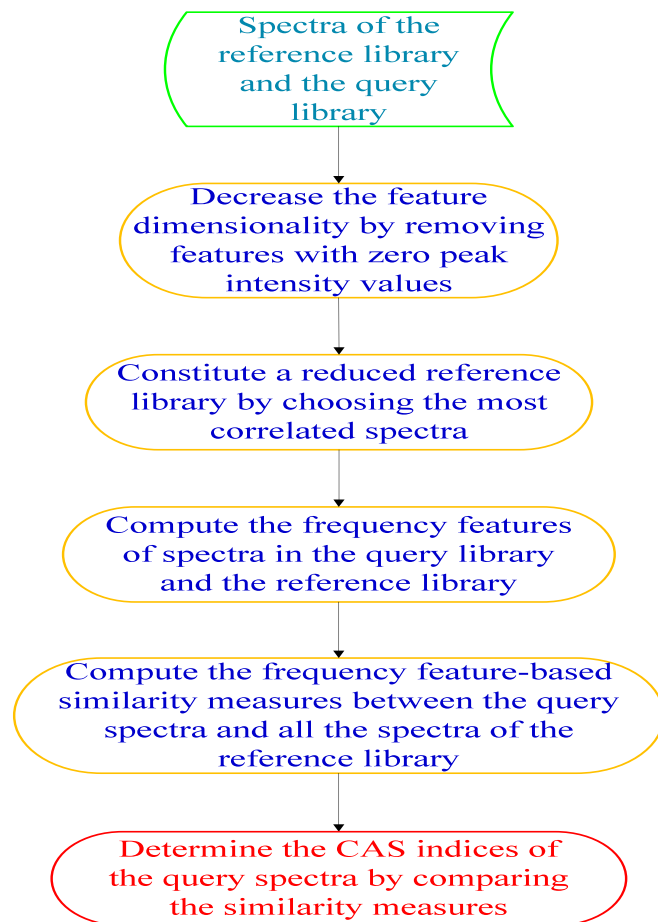 Spectra of the
reference library
and the query
library
Decrease the feature
dimensionality by removing
features with zero peak
intensity values
Constitute a reduced reference
library by choosing the most
correlated spectra
Compute the frequency features
of spectra in the query library
and the reference library
Compute the frequency feature-based
similarity measures between the query
spectra and all the spectra of the
reference library
Determine the CAS indices of
the query spectra by comparing
the similarity measures